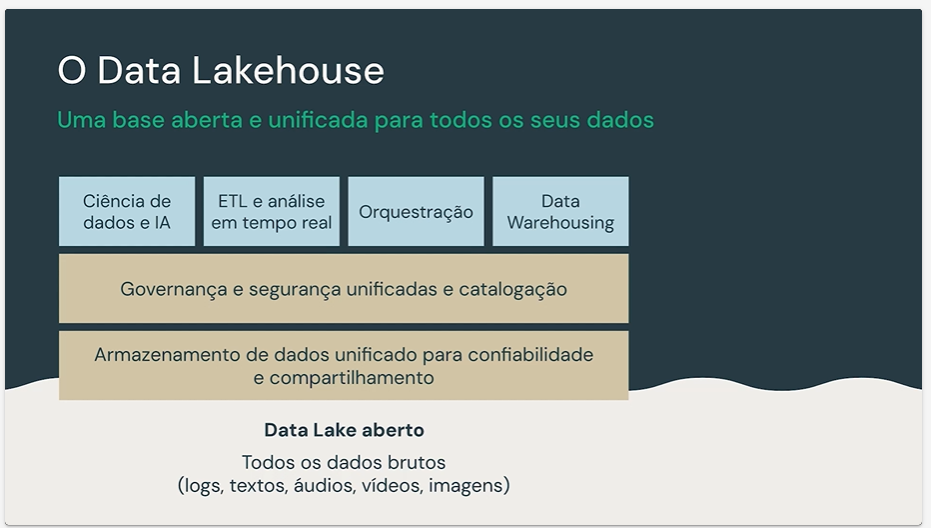 O Data Lakehouse
Uma base aberta e unificada para todos os seus dados
Ciência de
dados e IA
ETL e análise
em tempo real
Orquestração
Data
Warehousing
Governança e segurança unificadas e catalogação
Armazenamento de dados unificado para confiabilidade
e compartilhamento
Data Lake aberto
Todos os dados brutos
(logs, textos, áudios, vídeos, imagens)